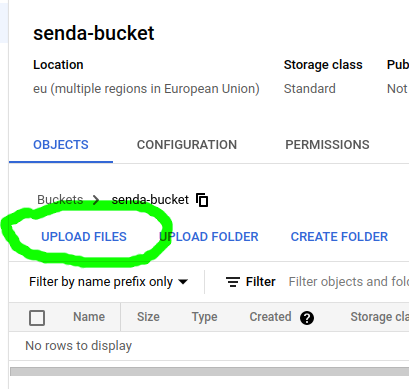 senda-bucket
Location Storage class Pub
eu (multiple regions in European Union) Standard Not
OBJECTS CONFIGURATION PERMISSIONS
Buckets > senda-bucket
UPLOAD FILES UPLOAD FOLDER CREATE FOLDER
Filter by name prefix only Filter Filter objects and fol
Name Size Type Created ? Storage cla
No rows to display